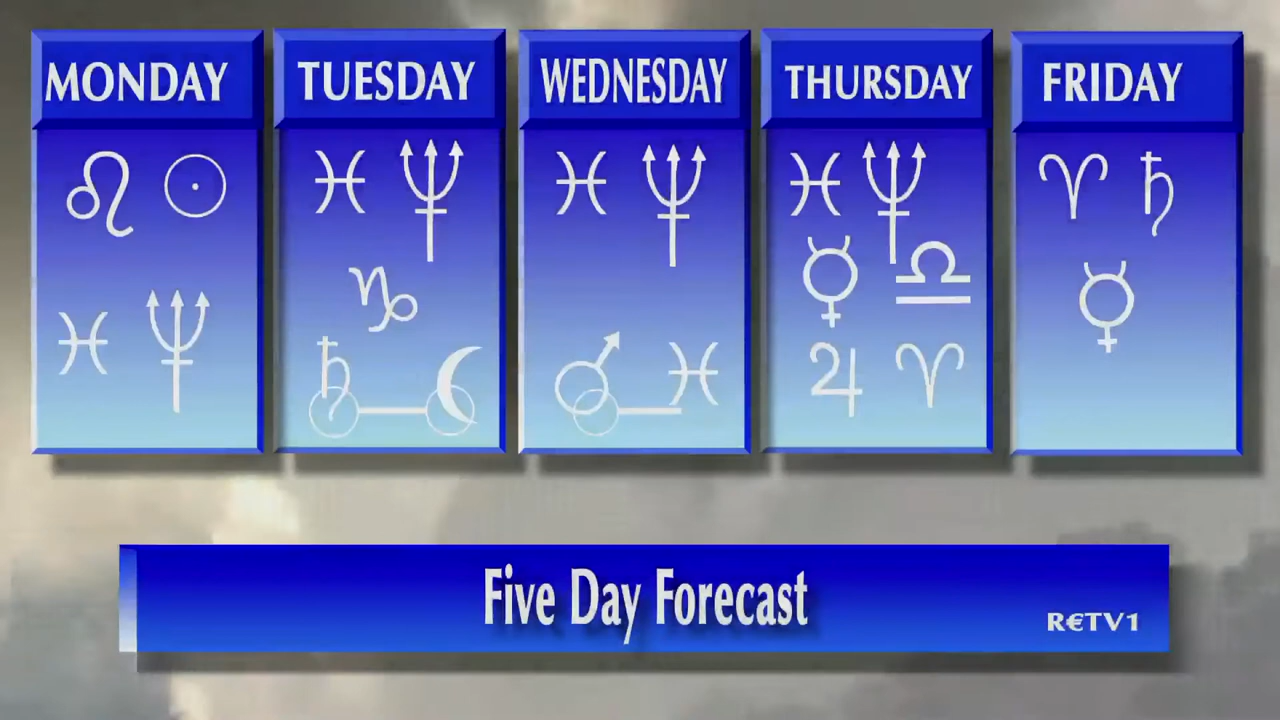 MONDAY
TUESDAY
WEDNESDAY
THURSDAY
FRIDAY
♌ ☉
♓ ♆
♓ ♆
♑
♄ ☾
♓ ♆
♂ ♓
♓ ♆
☿ ♎
♃ ♈
♈ ♄
☿
Five Day Forecast
R€TV1